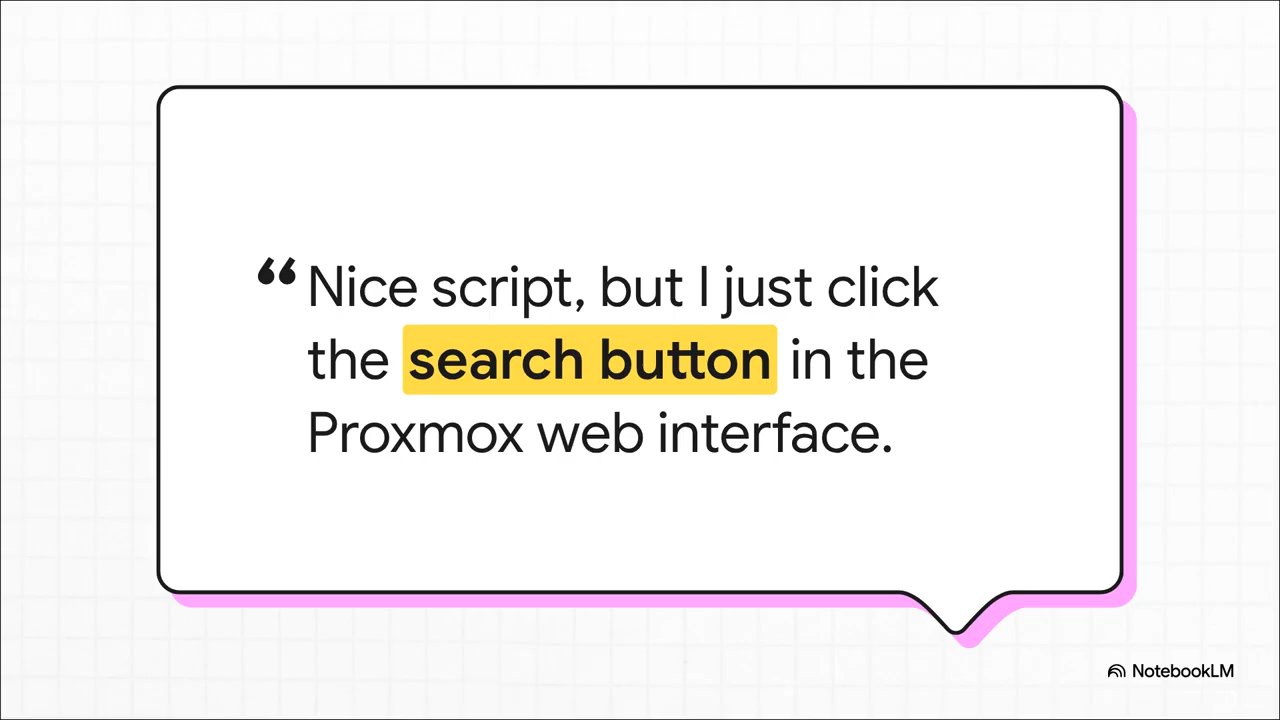 “Nice script, but I just click
the search button in the
Proxmox web interface.
NotebookLM